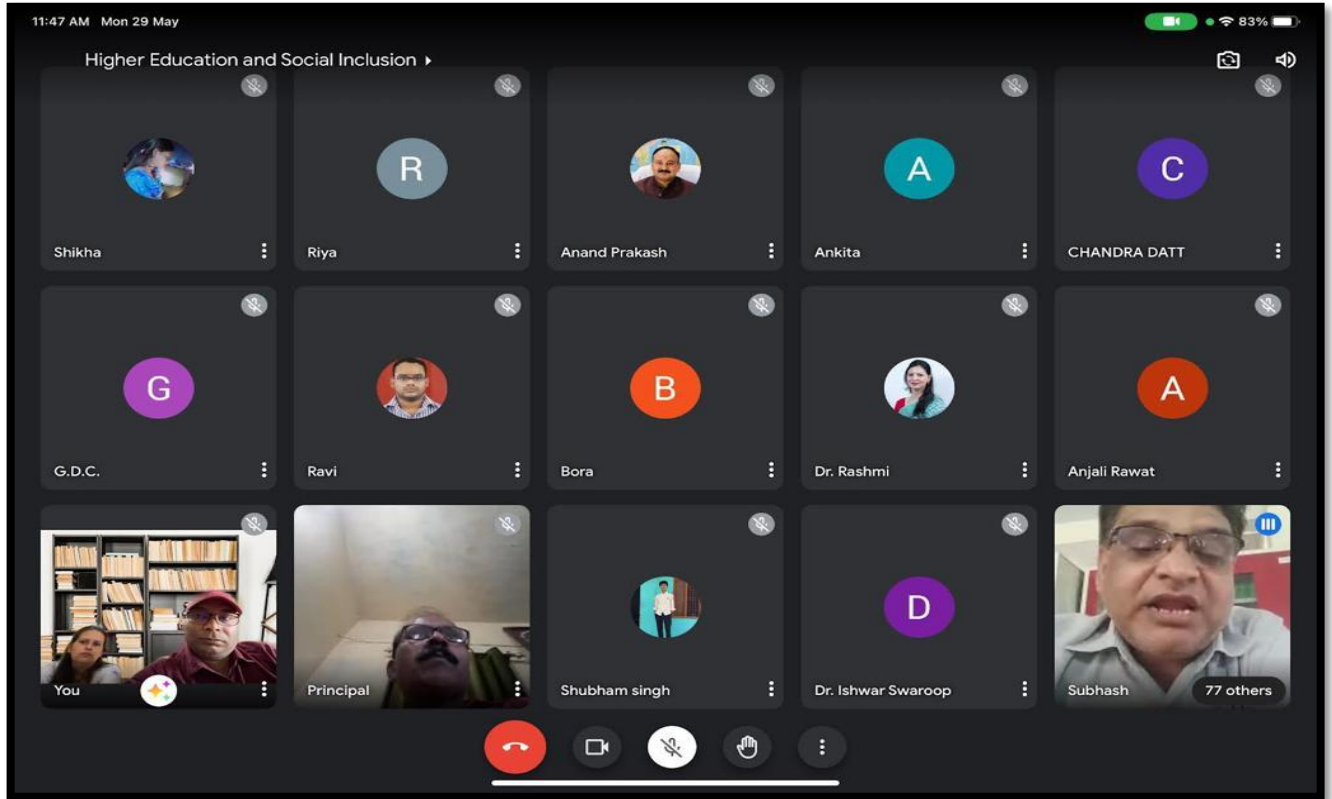 11:47 AM Mon 29 May
83%
Higher Education and Social Inclusion
R
A
C
Shikha
Riya
Anand Prakash
Ankita
CHANDRA DATT
G
B
A
G.D.C.
Ravi
Bora
Dr. Rashmi
Anjali Rawat
D
You
Principal
Shubham singh
Dr. Ishwar Swaroop
Subhash
77 others